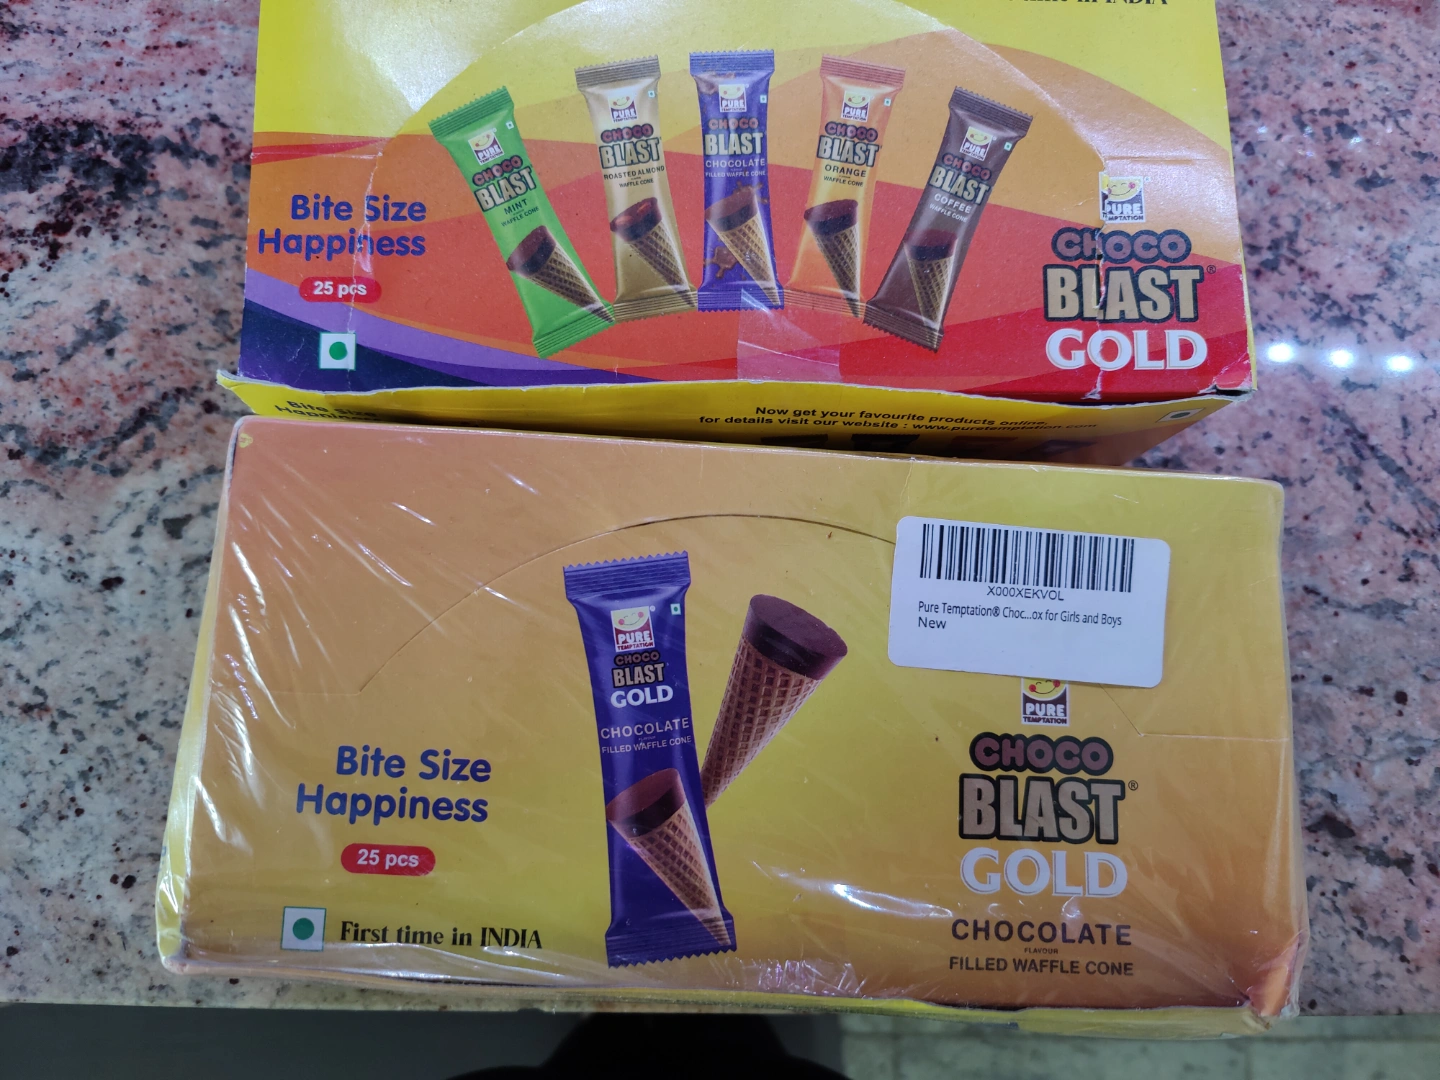 in INDIA
PURE
TEMPTATION
CHOCO
BLAST
MINT
WAFFLE CONE
PURE
TEMPTATION
CHOCO
BLAST
ROASTED ALMOND
WAFFLE CONE
PURE
TEMPTATION
CHOCO
BLAST
CHOCOLATE
FILLED WAFFLE CONE
PURE
TEMPTATION
CHOCO
BLAST
ORANGE
WAFFLE CONE
PURE
CHOCO
BLAST
COFFEE
WAFFLE CONE
Bite Size
Happiness
25 pcs
PURE
TEMPTATION
CHOCO
BLAST®
GOLD
Bite Size
Happiness
Now get your favourite products online.
for details visit our website : www.puretemptation.com
X000XEKVOL
Pure Temptation® Choc...ox for Girls and Boys
New
PURE
TEMPTATION
CHOCO
BLAST
GOLD
CHOCOLATE
FLAVOUR
FILLED WAFFLE CONE
Bite Size
Happiness
25 pcs
First time in INDIA
PURE
TEMPTATION
CHOCO
BLAST®
GOLD
CHOCOLATE
FLAVOUR
FILLED WAFFLE CONE